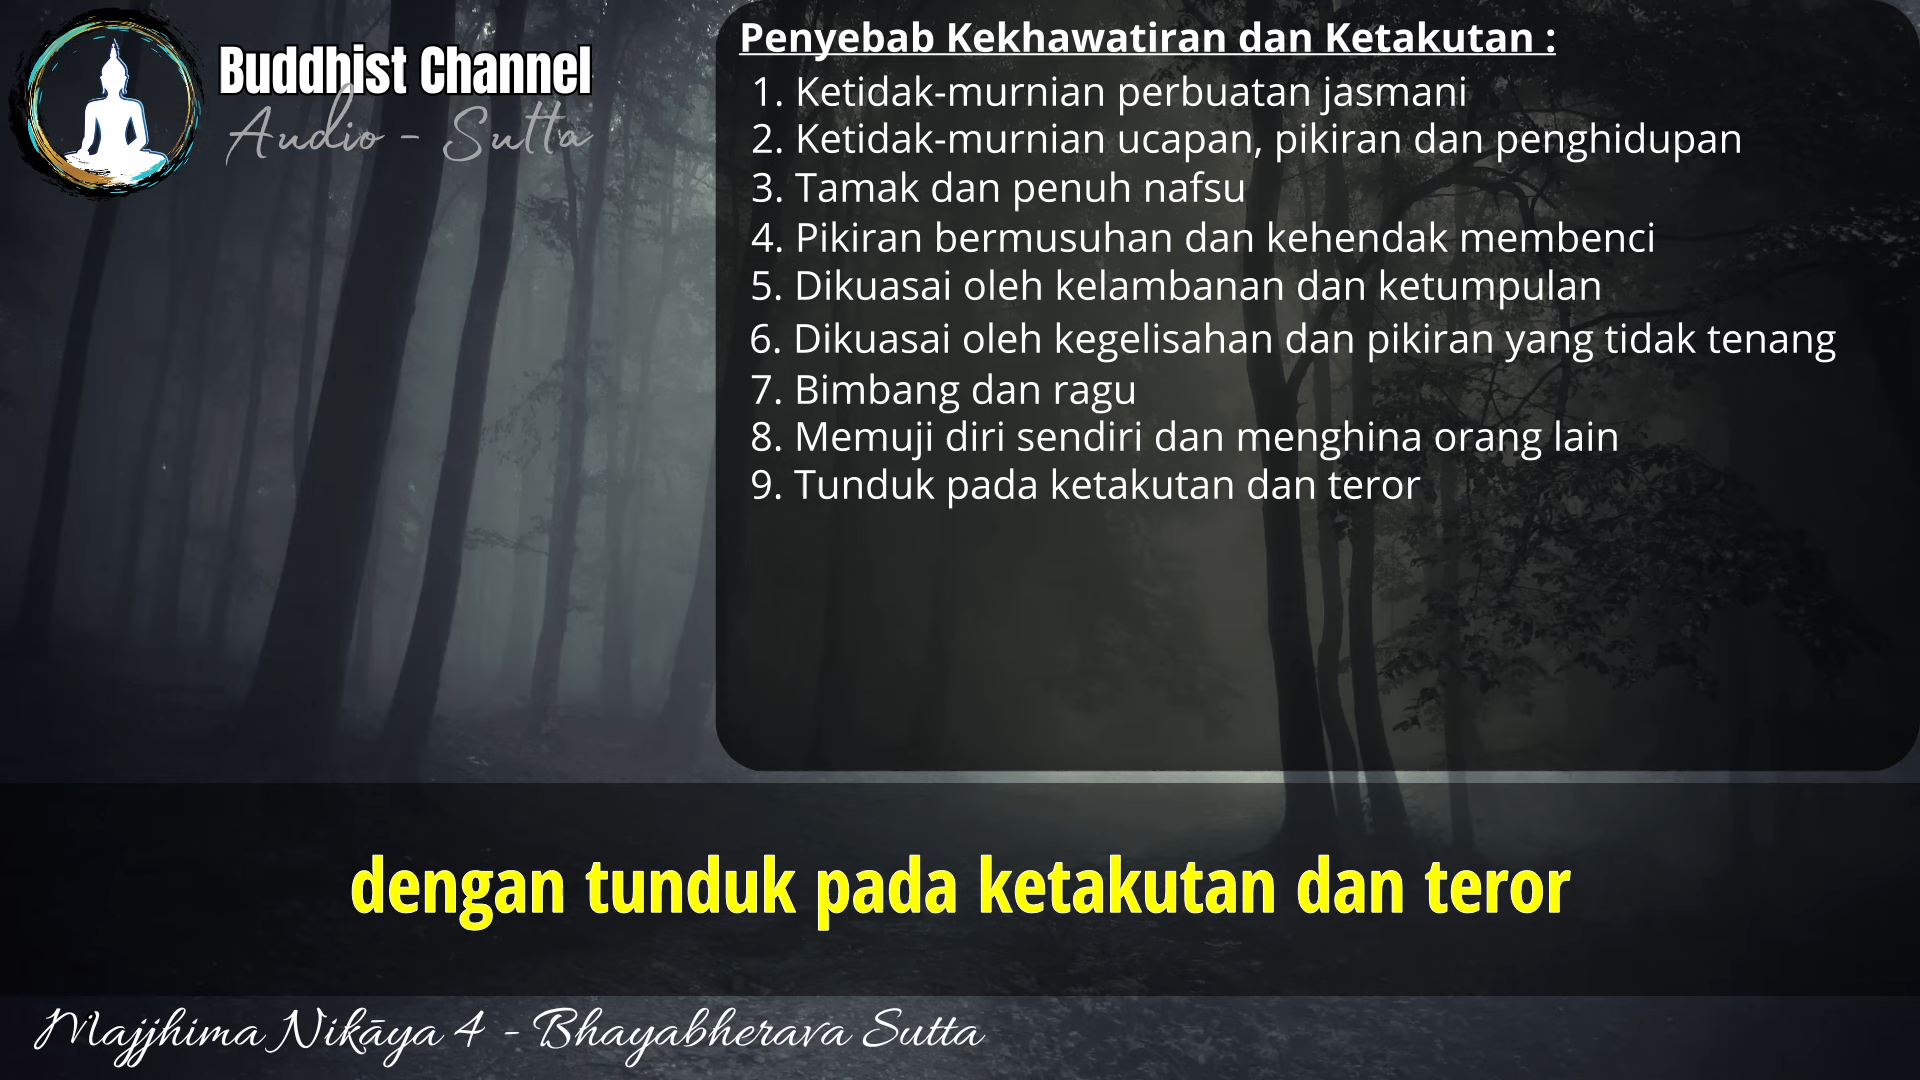 Buddhist Channel
Audio - Sutta
Penyebab Kekhawatiran dan Ketakutan :
1. Ketidak-murnian perbuatan jasmani
2. Ketidak-murnian ucapan, pikiran dan penghidupan
3. Tamak dan penuh nafsu
4. Pikiran bermusuhan dan kehendak membenci
5. Dikuasai oleh kelambanan dan ketumpulan
6. Dikuasai oleh kegelisahan dan pikiran yang tidak tenang
7. Bimbang dan ragu
8. Memuji diri sendiri dan menghina orang lain
9. Tunduk pada ketakutan dan teror
dengan tunduk pada ketakutan dan teror
Majjhima Nikāya 4 - Bhayabherava Sutta